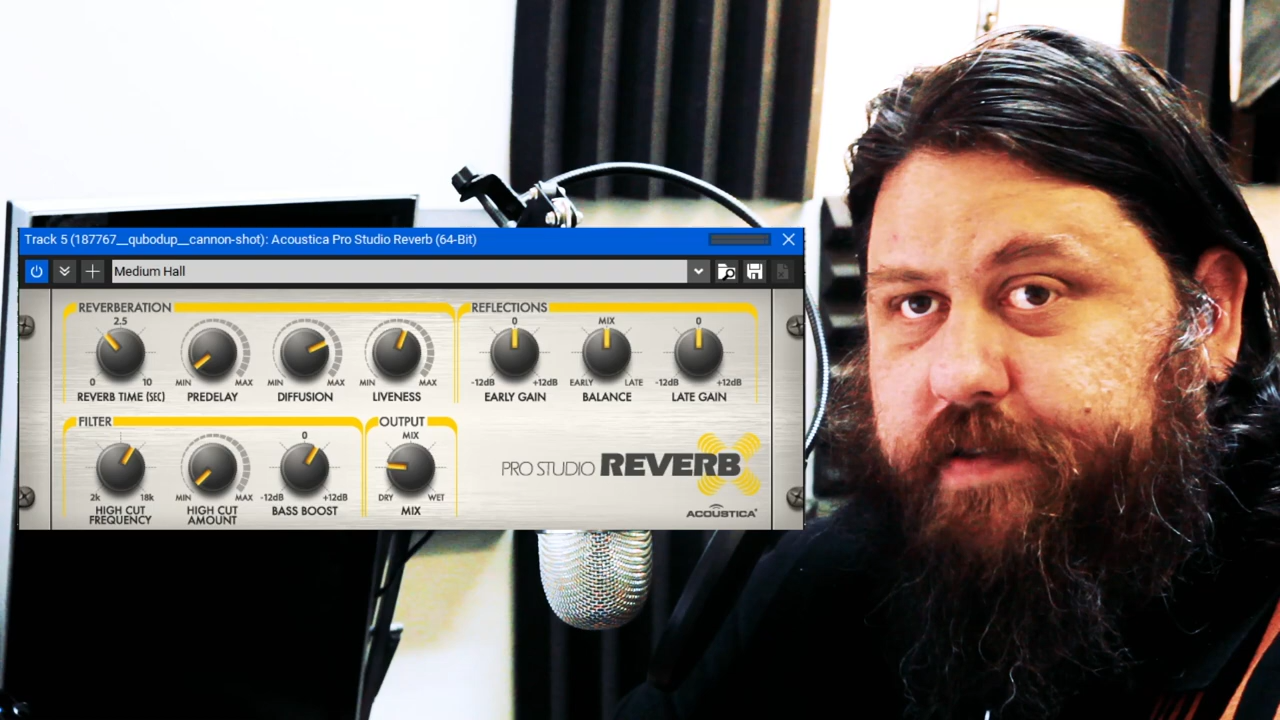 Track 5 (187767__qubodup__cannon-shot): Acoustica Pro Studio Reverb (64-Bit)
Medium Hall
REVERBERATION
REFLECTIONS
2.5
0
MIX
0
0
10
MIN
MAX
MIN
MAX
MIN
MAX
-12dB
+12dB
EARLY
LATE
-12dB
+12dB
REVERB TIME (SEC)
PREDELAY
DIFFUSION
LIVENESS
EARLY GAIN
BALANCE
LATE GAIN
FILTER
OUTPUT
0
MIX
2k
18k
MIN
MAX
-12dB
+12dB
DRY
WET
HIGH CUT
FREQUENCY
HIGH CUT
AMOUNT
BASS BOOST
MIX
PRO STUDIO REVERB
ACOUSTICA